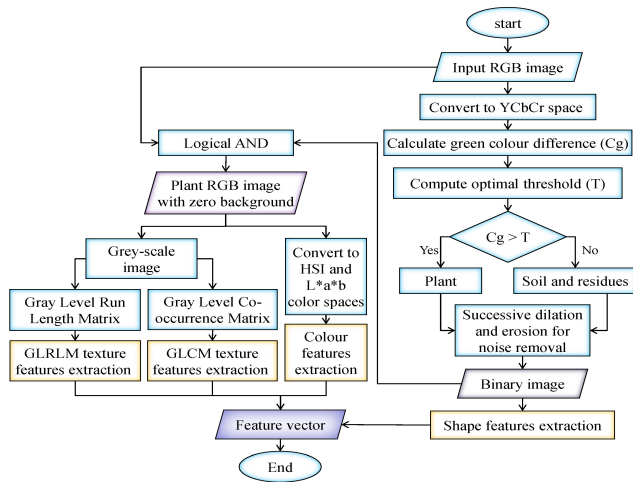 start
Input RGB image
Convert to YCbCr space
Calculate green colour difference (Cg)
Compute optimal threshold (T)
Cg > T
Yes
No
Plant
Soil and residues
Successive dilation
and erosion for
noise removal
Binary image
Shape features extraction
Logical AND
Plant RGB image
with zero background
Grey-scale
image
Convert to
HSI and
L*a*b
color spaces
Gray Level Run
Length Matrix
Gray Level Co-
occurrence Matrix
GLRLM texture
features extraction
GLCM texture
features extraction
Colour
features
extraction
Feature vector
End